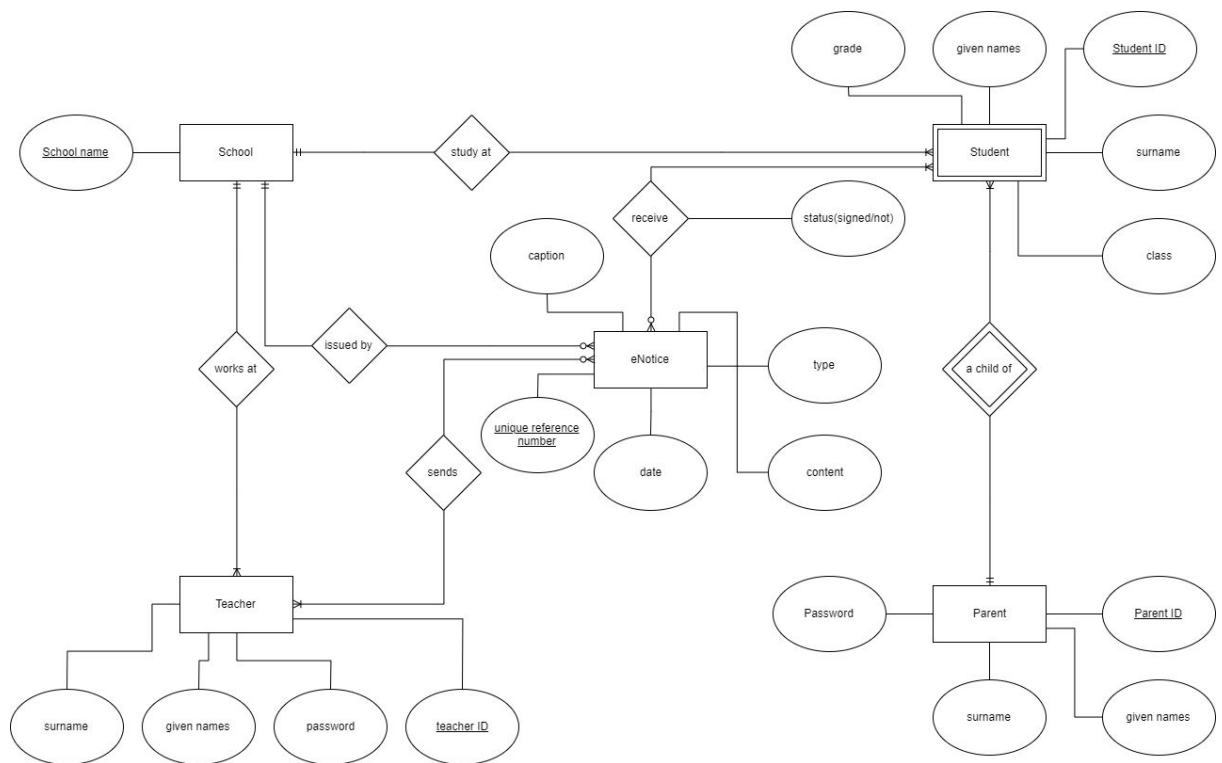 grade
given names
Student ID
School name
School
study at
Student
surname
receive
status(signed/not)
caption
class
issued by
works at
eNotice
type
a child of
unique reference
number
sends
date
content
Teacher
Password
Parent
Parent ID
surname
given names
password
teacher ID
surname
given names